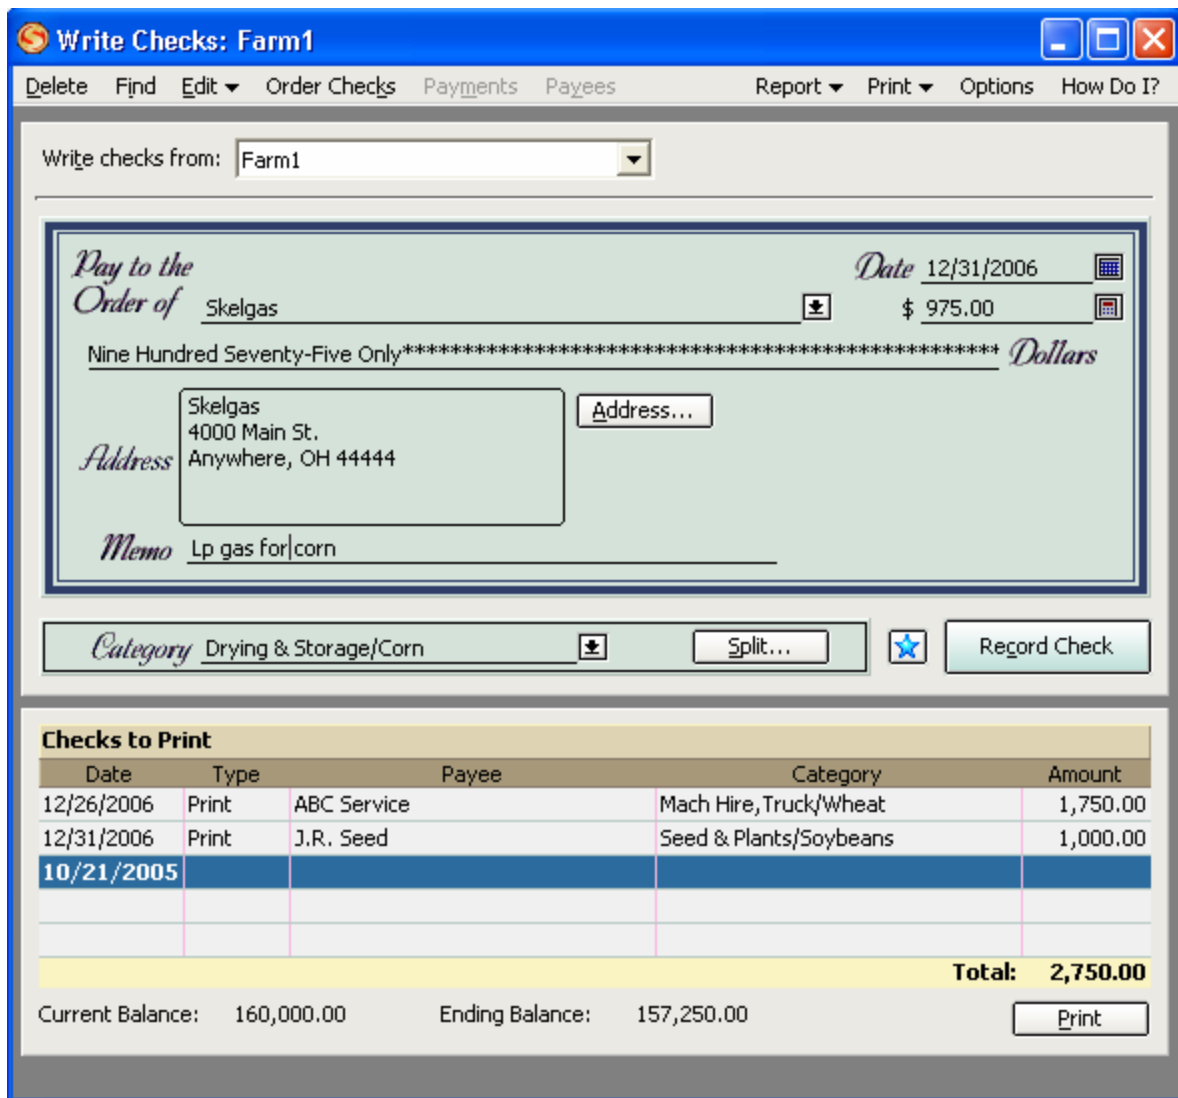 Write Checks: Farm1
Delete Find Edit Order Checks Payments Payees Report Print Options How Do I?
Write checks from: Farm1
Pay to the
Order of Skelgas
Date 12/31/2006
$ 975.00
Nine Hundred Seventy-Five Only************************************************** Dollars
Address
Skelgas
4000 Main St.
Anywhere, OH 44444
Address...
Memo Lp gas for corn
Category Drying & Storage/Corn Split... Record Check
Checks to Print
Date Type Payee Category Amount
12/26/2006 Print ABC Service Mach Hire,Truck/Wheat 1,750.00
12/31/2006 Print J.R. Seed Seed & Plants/Soybeans 1,000.00
10/21/2005
Total: 2,750.00
Current Balance: 160,000.00 Ending Balance: 157,250.00 Print